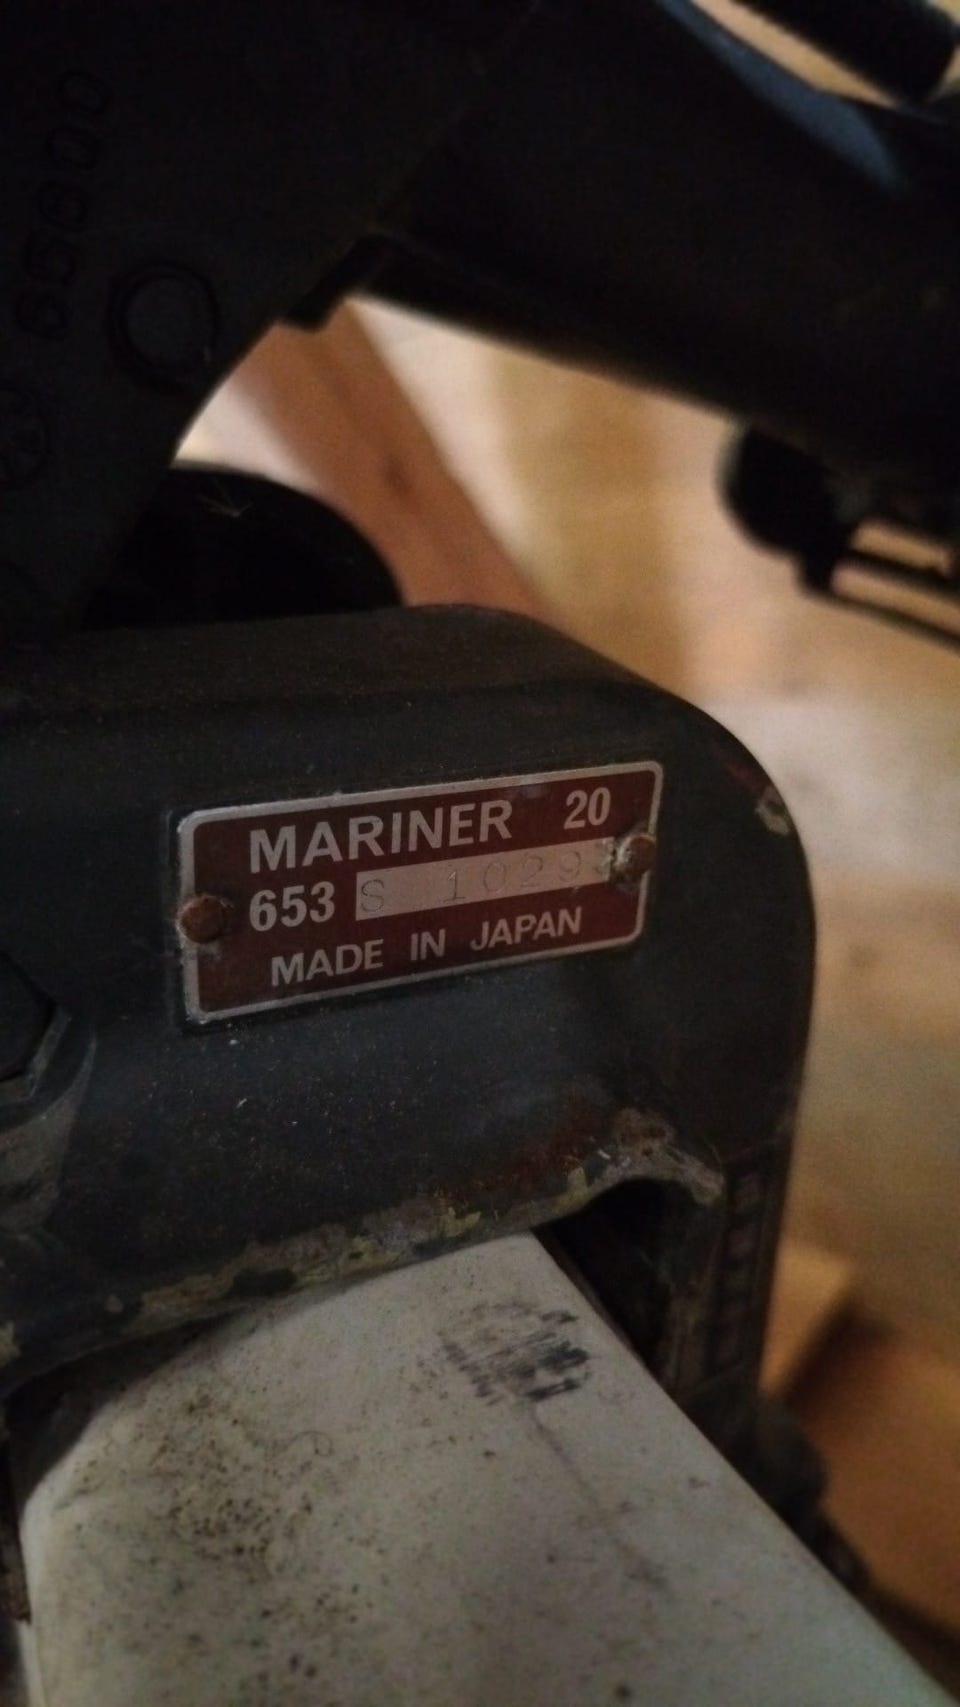 MARINER 20
653 S 1029
MADE IN JAPAN